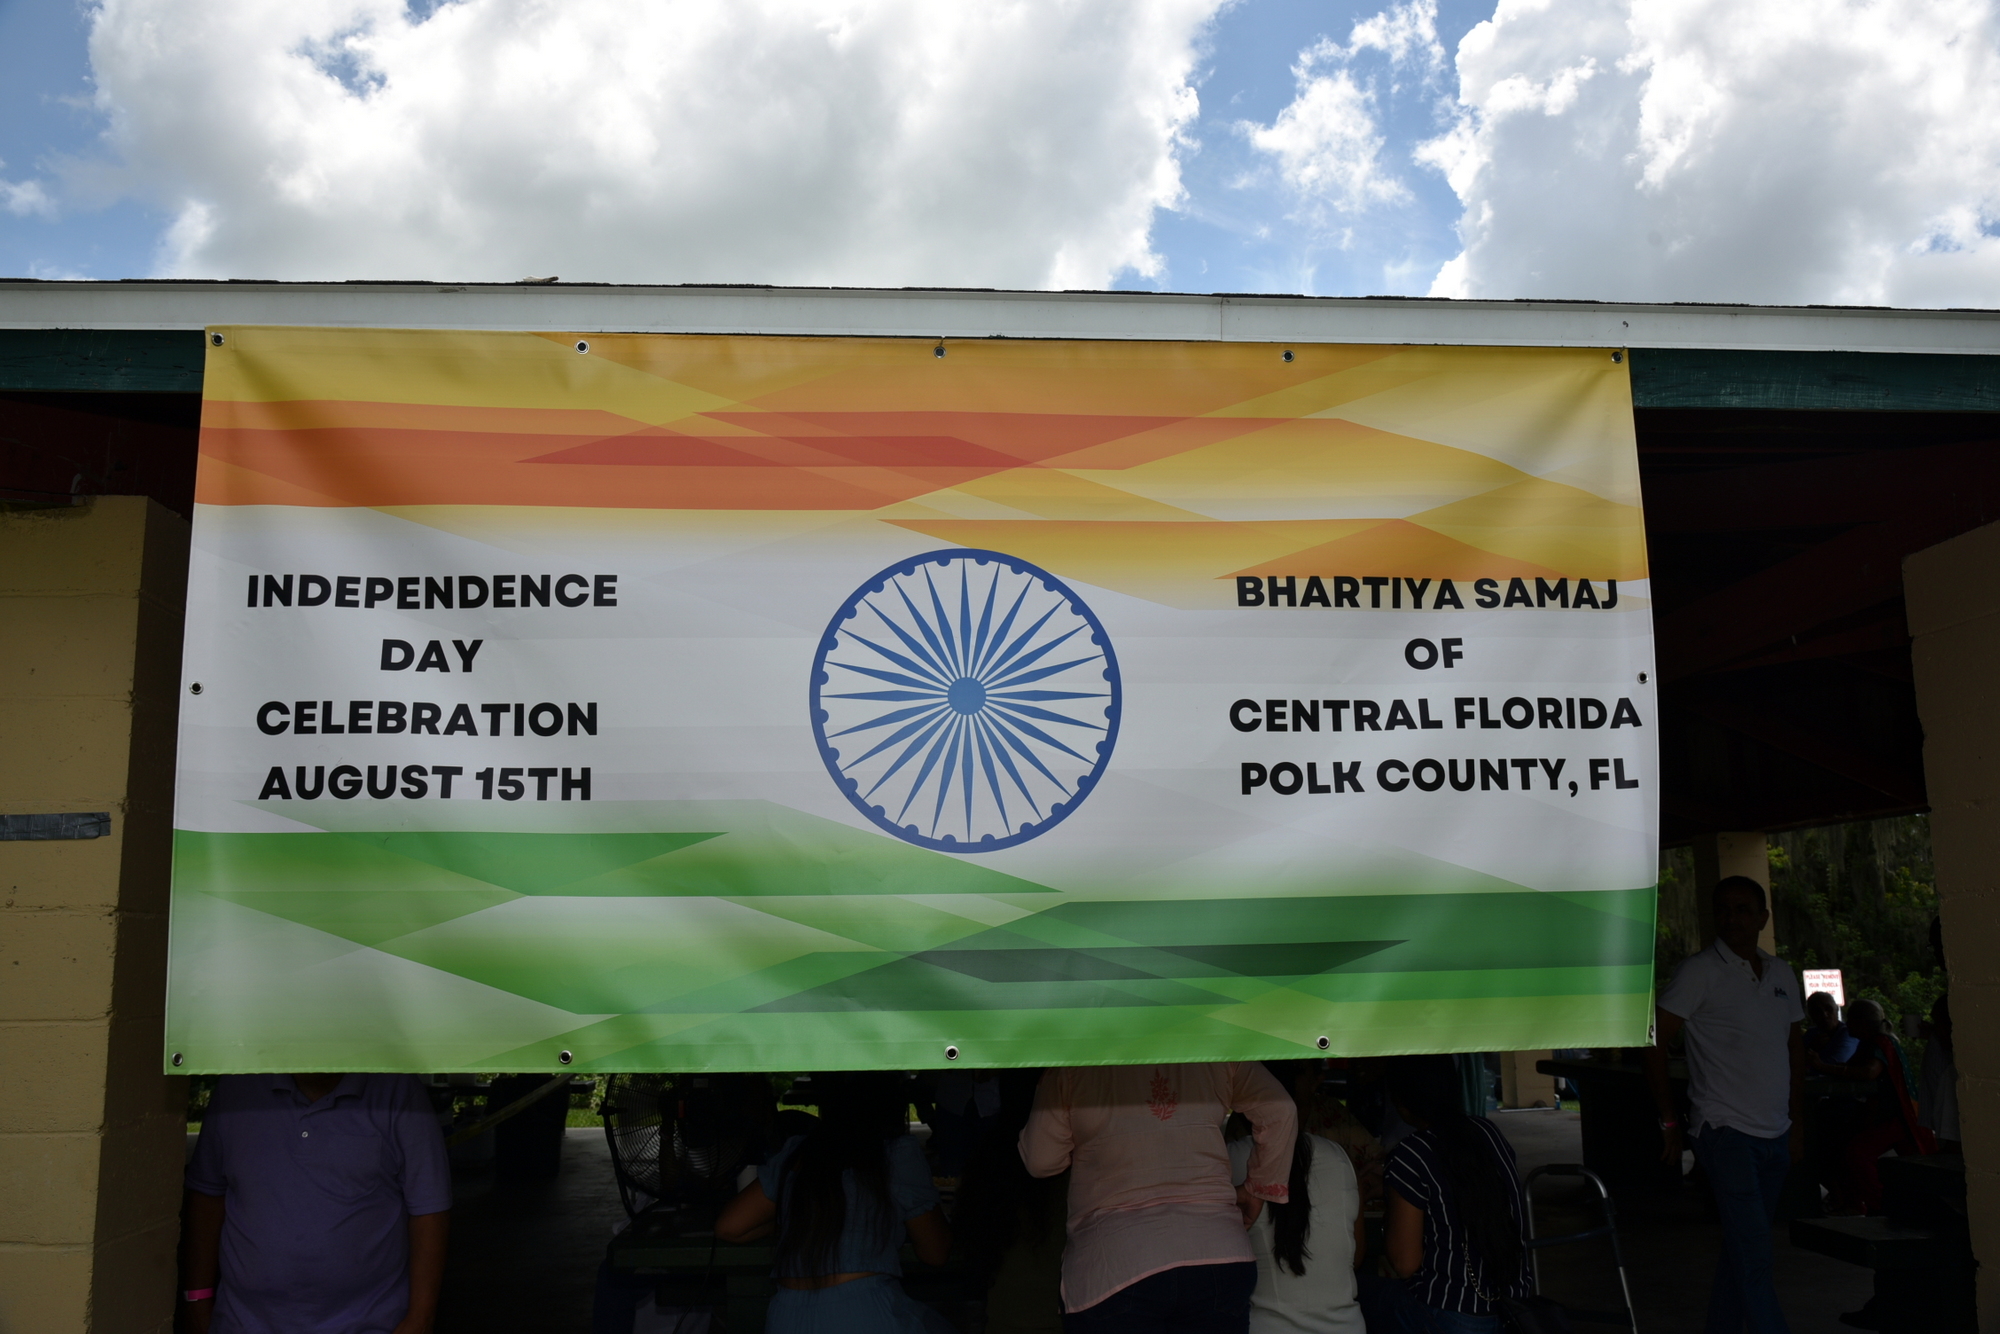 INDEPENDENCE
DAY
CELEBRATION
AUGUST 15TH
BHARTIYA SAMAJ
OF
CENTRAL FLORIDA
POLK COUNTY, FL